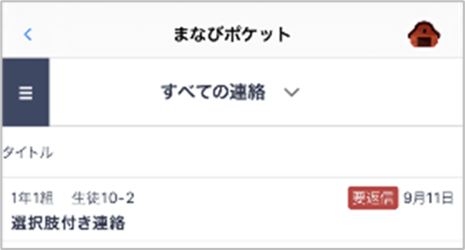 まなびポケット
すべての連絡
タイトル
1年1組 生徒10-2 要返信 9月11日
選択肢付き連絡